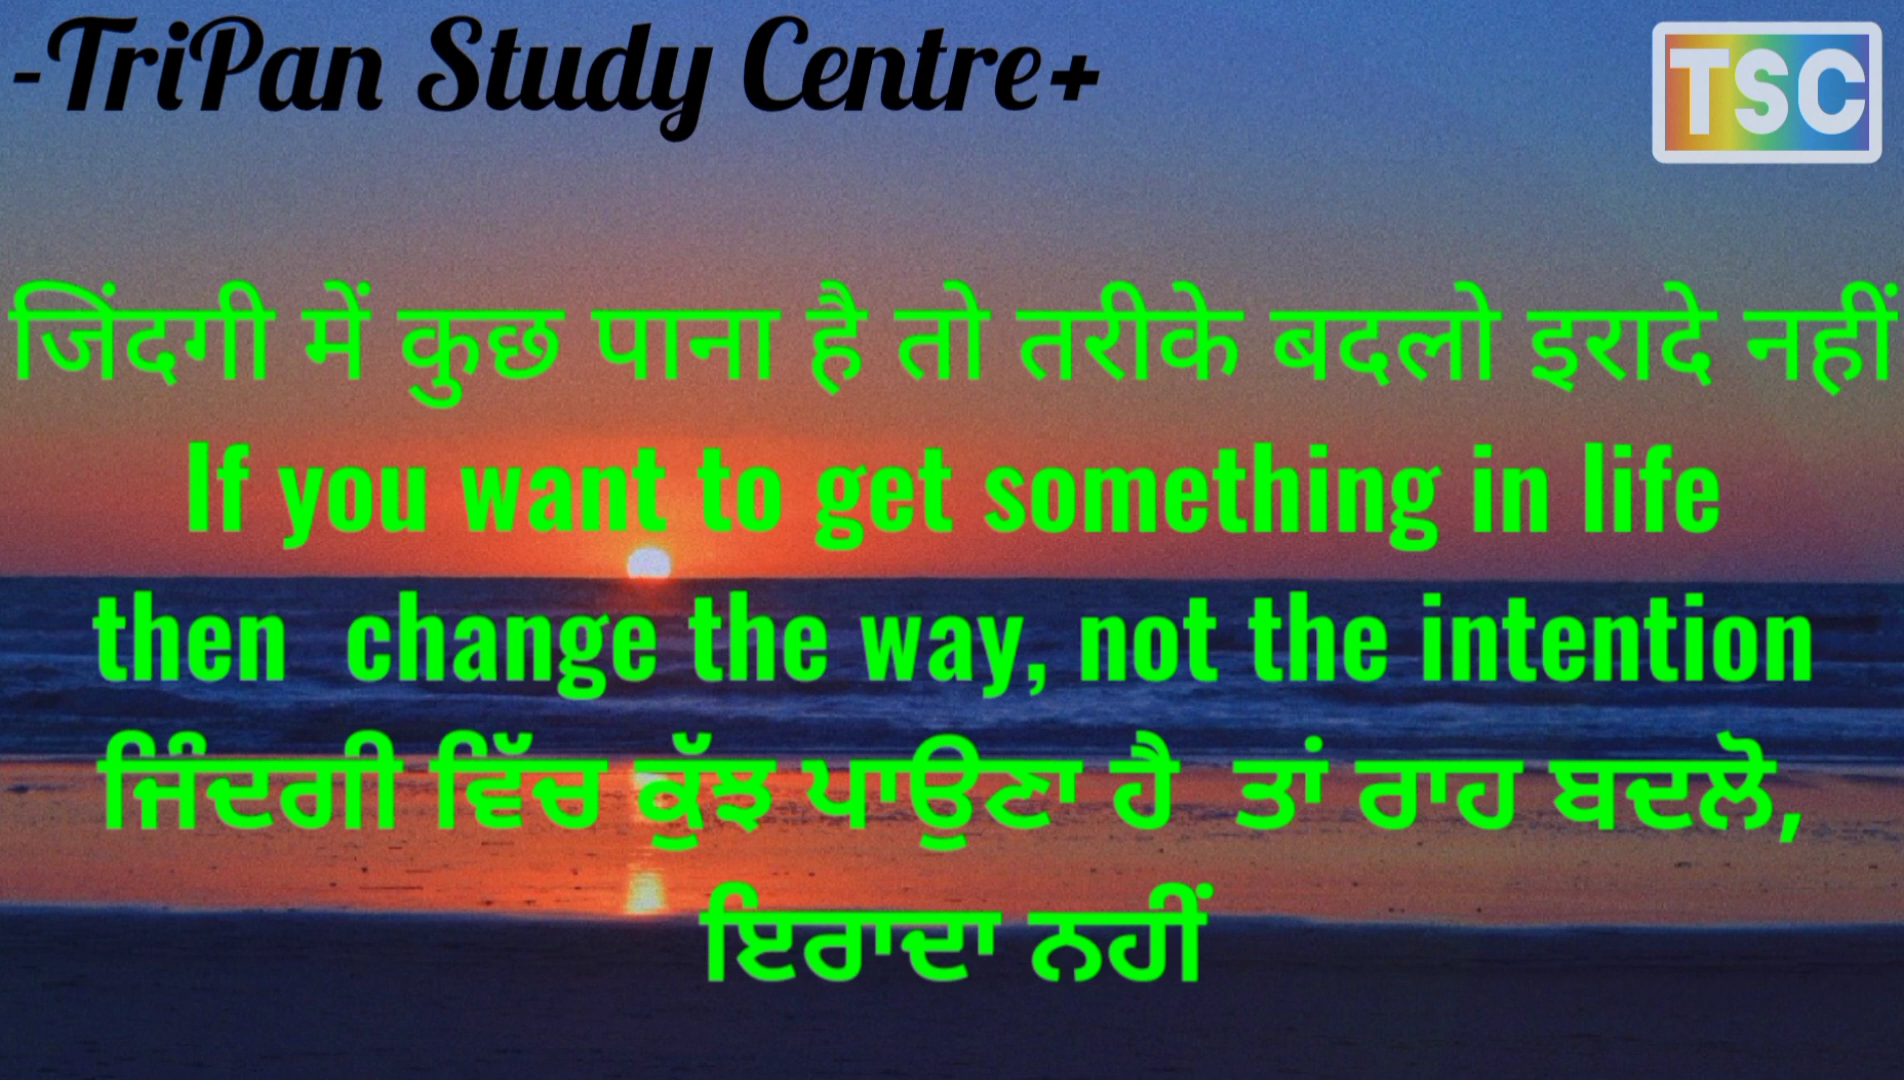 -TriPan Study Centre+
TSC
जिंदगी में कुछ पाना है तो तरीके बदलो इरादे नहीं
If you want to get something in life
then  change the way, not the intention
ਜਿੰਦਗੀ ਵਿੱਚ ਕੁੱਝ ਪਾਉਣਾ ਹੈ  ਤਾਂ ਰਾਹ ਬਦਲੋ,
ਇਰਾਦਾ ਨਹੀਂ